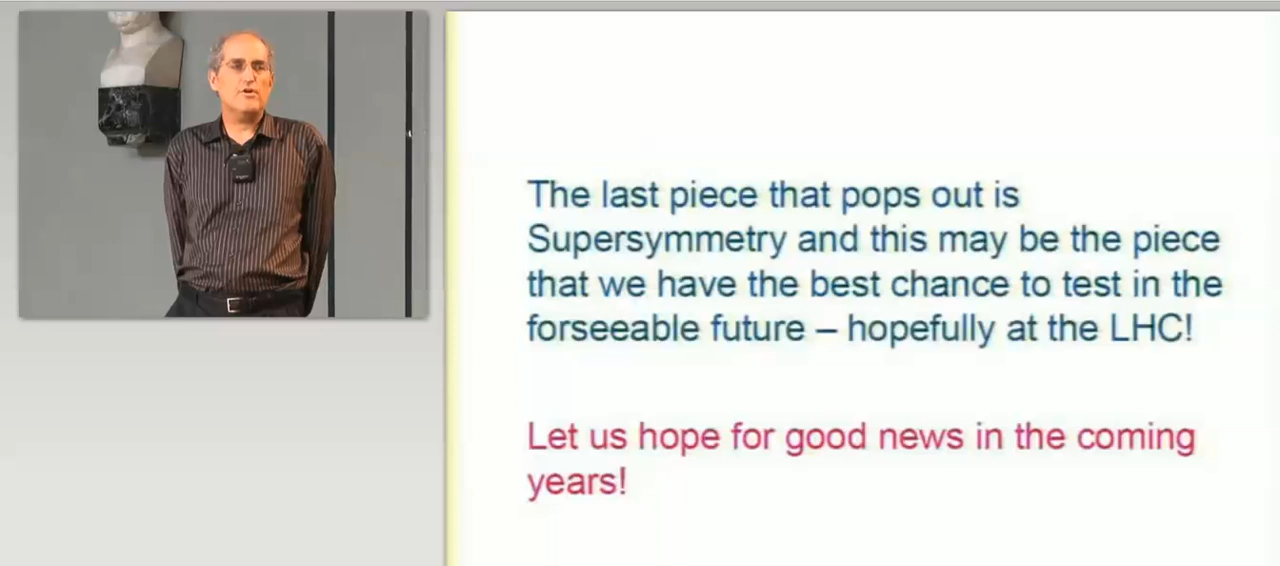 The last piece that pops out is
Supersymmetry and this may be the piece
that we have the best chance to test in the
forseeable future – hopefully at the LHC!
Let us hope for good news in the coming
years!